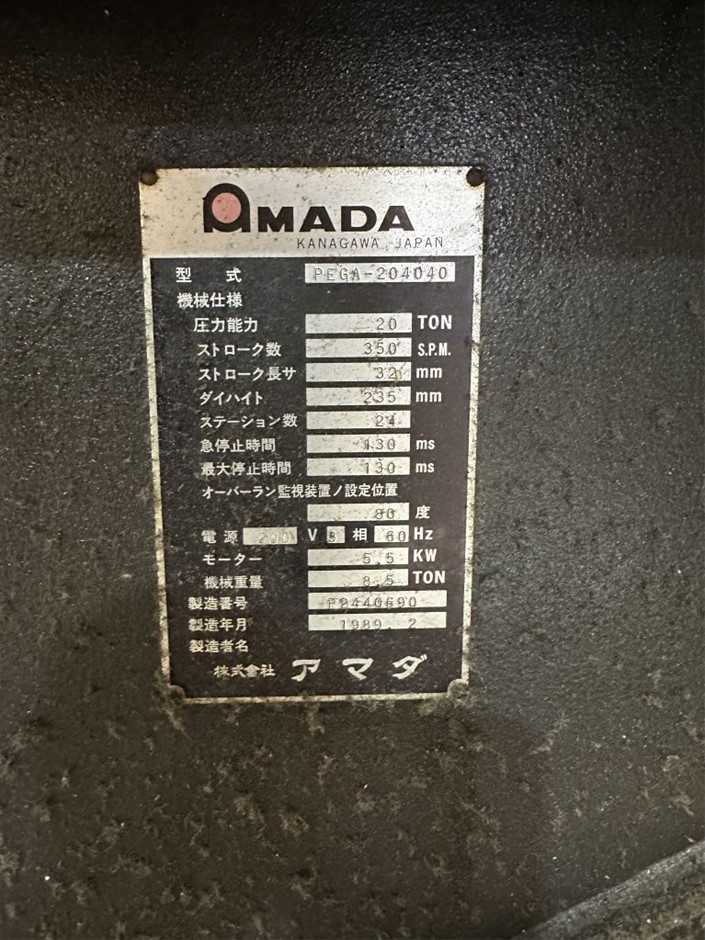 AMADA
KANAGAWA, JAPAN
型式 PEGA-204040
機械仕様
圧力能力 20 TON
ストローク数 350 S.P.M.
ストローク長サ 32 mm
ダイハイト 235 mm
ステーション数 24
急停止時間 130 ms
最大停止時間 130 ms
オーバーラン監視装置ノ設定位置
80 度
電源 200 V 3 相 60 Hz
モーター 5.5 KW
機械重量 8.5 TON
製造番号 P2440690
製造年月 1989. 2
製造者名
株式會社 アマダ